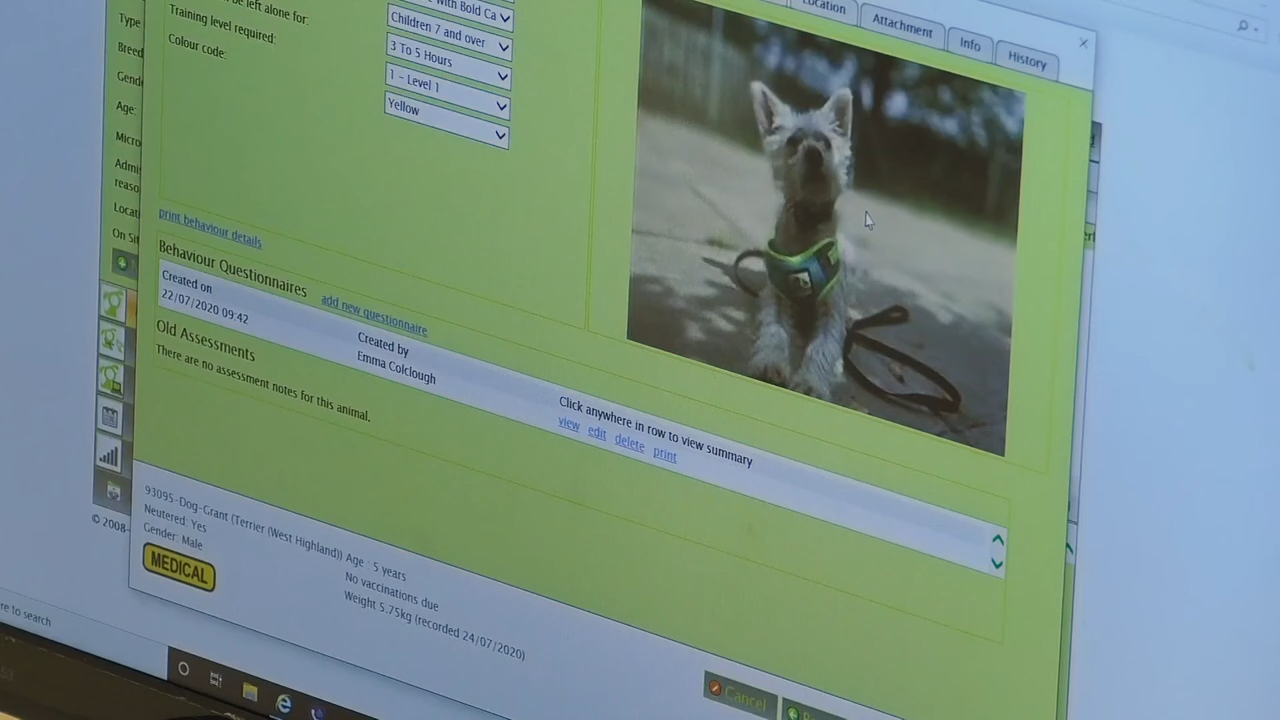 Location
Attachment
Info
History
be left alone for:
Training level required:
Colour code:
With Bold Ca
Children 7 and over
3 To 5 Hours
1 - Level 1
Yellow
Type
Breed
Gend
Age:
Micro
Admi
reaso
Locat
On Sit
print behaviour details
Behaviour Questionnaires add new questionnaire
Created on
22/07/2020 09:42
Created by
Emma Colclough
Click anywhere in row to view summary
view edit delete print
Old Assessments
There are no assessment notes for this animal.
© 2008-
93095-Dog-Grant (Terrier (West Highland)) Age : 5 years
Neutered: Yes
No vaccinations due
Gender: Male
Weight 5.75kg (recorded 24/07/2020)
MEDICAL
re to search
Cancel